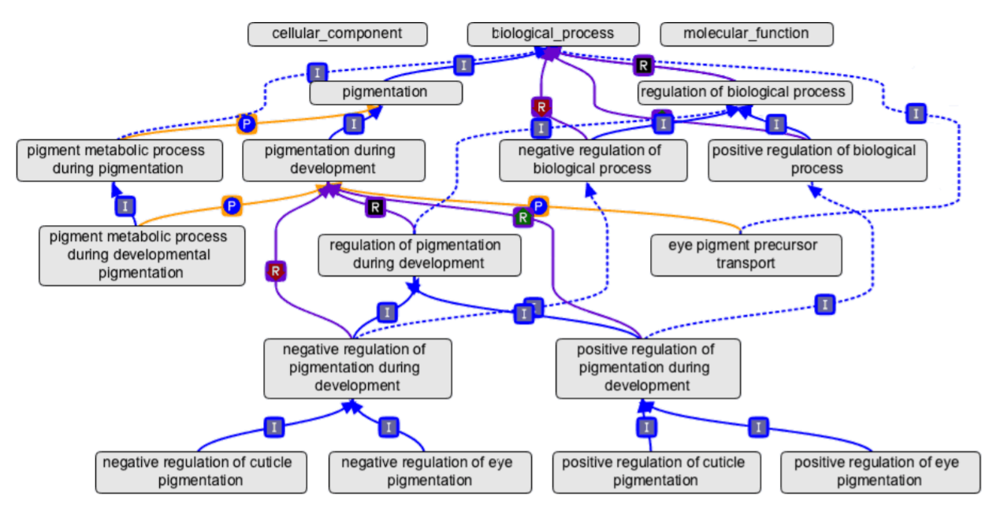 cellular_component
biological_process
molecular_function
I
I
R
pigmentation
regulation of biological process
P
I
R
I
I
I
I
pigment metabolic process
during pigmentation
pigmentation during
development
negative regulation of
biological process
positive regulation of biological
process
I
P
R
R
P
pigment metabolic process
during developmental
pigmentation
regulation of pigmentation
during development
eye pigment precursor
transport
R
I
I
I
negative regulation of
pigmentation during
development
positive regulation of
pigmentation during
development
I
I
I
I
negative regulation of cuticle
pigmentation
negative regulation of eye
pigmentation
positive regulation of cuticle
pigmentation
positive regulation of eye
pigmentation